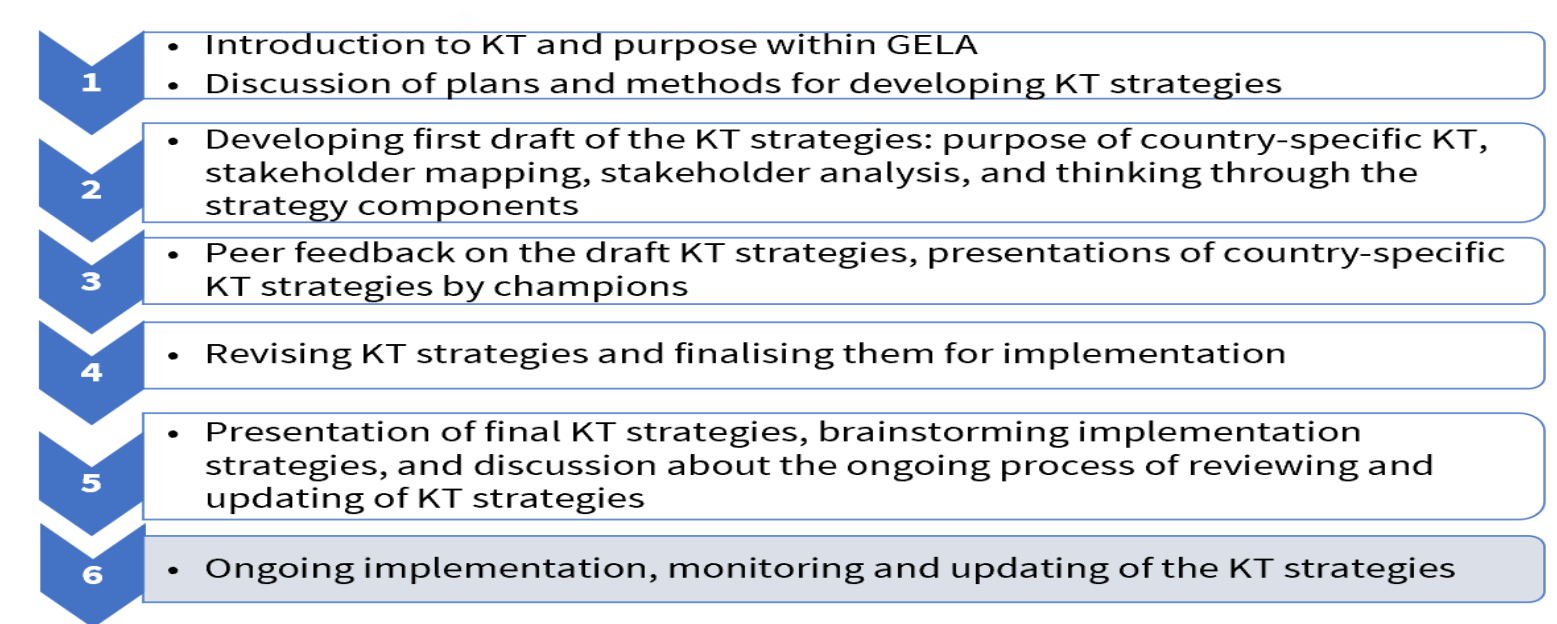 1
• Introduction to KT and purpose within GELA
• Discussion of plans and methods for developing KT strategies
2
• Developing first draft of the KT strategies: purpose of country-specific KT,
stakeholder mapping, stakeholder analysis, and thinking through the
strategy components
3
• Peer feedback on the draft KT strategies, presentations of country-specific
KT strategies by champions
4
• Revising KT strategies and finalising them for implementation
5
• Presentation of final KT strategies, brainstorming implementation
strategies, and discussion about the ongoing process of reviewing and
updating of KT strategies
6
• Ongoing implementation, monitoring and updating of the KT strategies